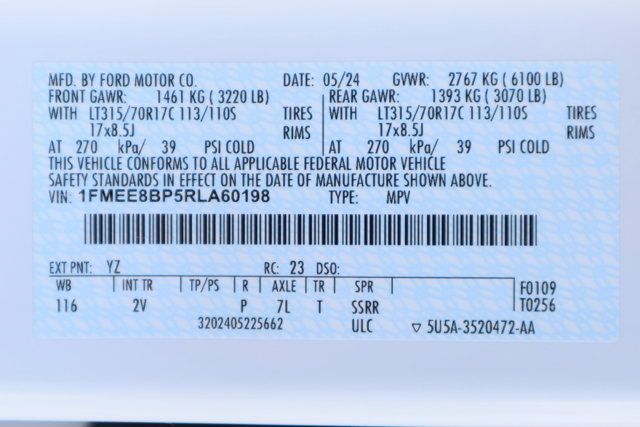 MFD. BY FORD MOTOR CO. DATE: 05/24 GVWR: 2767 KG ( 6100 LB)
FRONT GAWR: 1461 KG ( 3220 LB) REAR GAWR: 1393 KG ( 3070 LB)
WITH LT315/70R17C 113/110S TIRES WITH LT315/70R17C 113/110S TIRES
17x8.5J RIMS 17x8.5J RIMS
AT 270 kPa/ 39 PSI COLD AT 270 kPa/ 39 PSI COLD
THIS VEHICLE CONFORMS TO ALL APPLICABLE FEDERAL MOTOR VEHICLE
SAFETY STANDARDS IN EFFECT ON THE DATE OF MANUFACTURE SHOWN ABOVE.
VIN: 1FMEE8BP5RLA60198 TYPE: MPV
EXT PNT: YZ RC: 23 DSO:
WB INT TR TP/PS R AXLE TR SPR F0109
116 2V P 7L T SSRR T0256
3202405225662 ULC ▽ 5U5A-3520472-AA